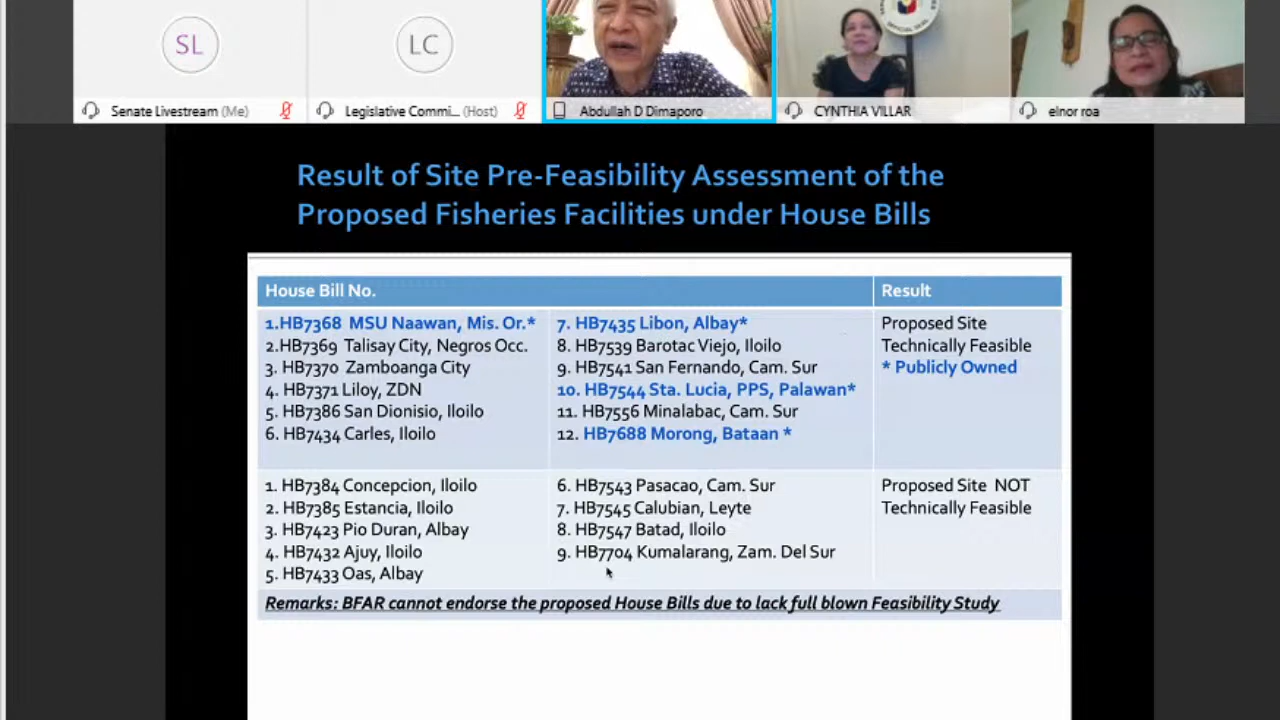 SL
LC
Senate Livestream (Me)
Legislative Commi... (Host)
Abdullah D Dimaporo
CYNTHIA VILLAR
elnor roa
Result of Site Pre-Feasibility Assessment of the
Proposed Fisheries Facilities under House Bills
House Bill No.
Result
1.HB7368 MSU Naawan, Mis. Or.*
2.HB7369 Talisay City, Negros Occ.
3. HB7370 Zamboanga City
4. HB7371 Liloy, ZDN
5. HB7386 San Dionisio, Iloilo
6. HB7434 Carles, Iloilo
7. HB7435 Libon, Albay*
8. HB7539 Barotac Viejo, Iloilo
9. HB7541 San Fernando, Cam. Sur
10. HB7544 Sta. Lucia, PPS, Palawan*
11. HB7556 Minalabac, Cam. Sur
12. HB7688 Morong, Bataan *
Proposed Site
Technically Feasible
* Publicly Owned
1. HB7384 Concepcion, Iloilo
2. HB7385 Estancia, Iloilo
3. HB7423 Pio Duran, Albay
4. HB7432 Ajuy, Iloilo
5. HB7433 Oas, Albay
6. HB7543 Pasacao, Cam. Sur
7. HB7545 Calubian, Leyte
8. HB7547 Batad, Iloilo
9. HB7704 Kumalarang, Zam. Del Sur
Proposed Site NOT
Technically Feasible
Remarks: BFAR cannot endorse the proposed House Bills due to lack full blown Feasibility Study